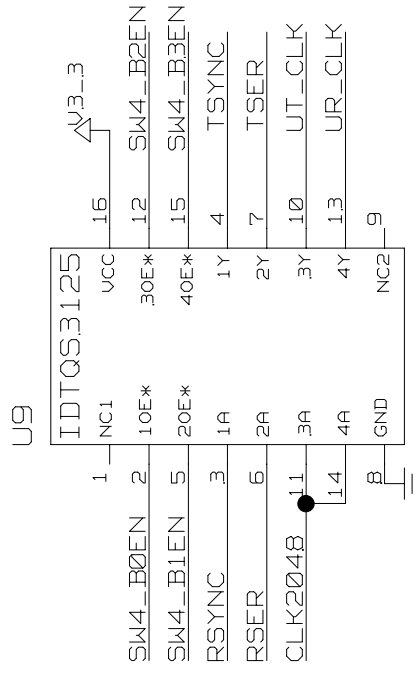 U9
IDTQS3125
1 NC1 VCC 16 V3_3
SW4_B0EN 2 1OE* 3OE* 12 SW4_B2EN
SW4_B1EN 5 2OE* 4OE* 15 SW4_B3EN
RSYNC 3 1A 1Y 4 TSYNC
RSER 6 2A 2Y 7 TSER
CLK2048 11 3A 3Y 10 UT_CLK
14 4A 4Y 13 UR_CLK
8 GND NC2 9